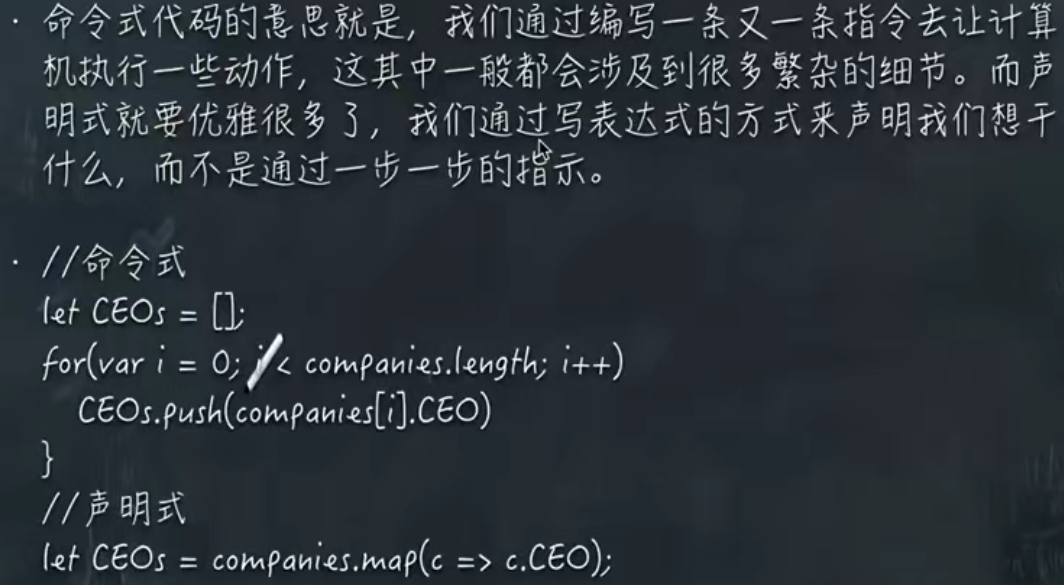 · 命令式代码的意思就是，我们通过编写一条又一条指令去让计算
机执行一些动作，这其中一般都会涉及到很多繁杂的细节。而声
明式就要优雅很多了，我们通过写表达式的方式来声明我们想干
什么，而不是通过一步一步的指示。
· //命令式
let CEOs = [];
for(var i = 0; i < companies.length; i++)
CEOs.push(companies[i].CEO)
}
//声明式
let CEOs = companies.map(c => c.CEO);